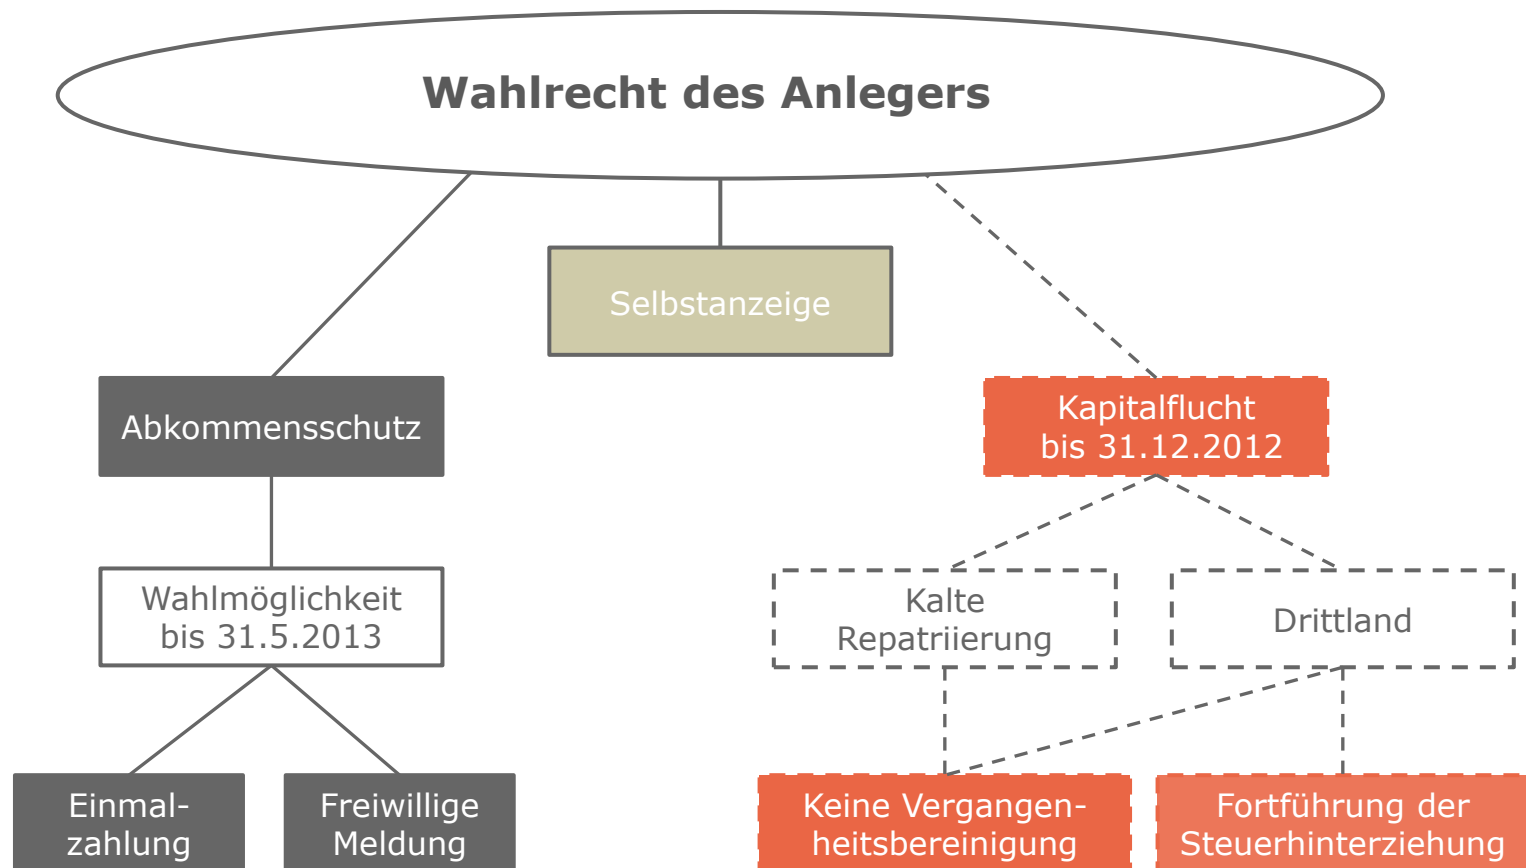 Wahlrecht des Anlegers
Selbstanzeige
Abkommensschutz
Kapitalflucht
bis 31.12.2012
Wahlmöglichkeit
bis 31.5.2013
Kalte
Repatriierung
Drittland
Einmal-
zahlung
Freiwillige
Meldung
Keine Vergangen-
heitsbereinigung
Fortführung der
Steuerhinterziehung